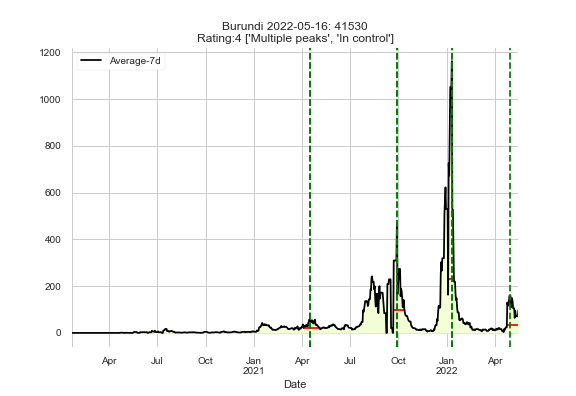 Burundi 2022-05-16: 41530
Rating:4 ['Multiple peaks', 'In control']
Average-7d
1200
1000
800
600
400
200
0
Apr Jul Oct Jan Apr Jul Oct Jan Apr
2021 2022
Date